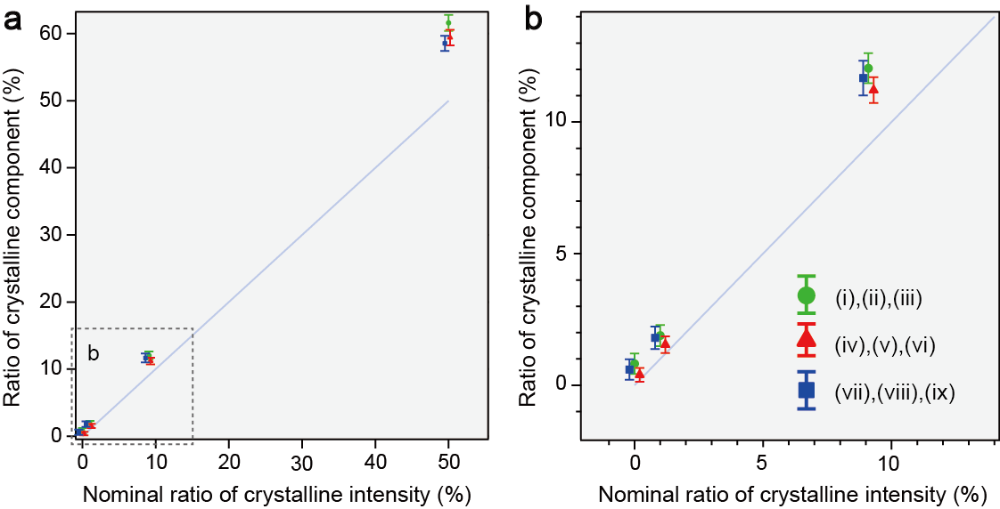 a
Ratio of crystalline component (%)
60
50
40
30
20
10
0
b
0 10 20 30 40 50
Nominal ratio of crystalline intensity (%)
b
Ratio of crystalline component (%)
10
5
0
(i),(ii),(iii)
(iv),(v),(vi)
(vii),(viii),(ix)
0 5 10
Nominal ratio of crystalline intensity (%)